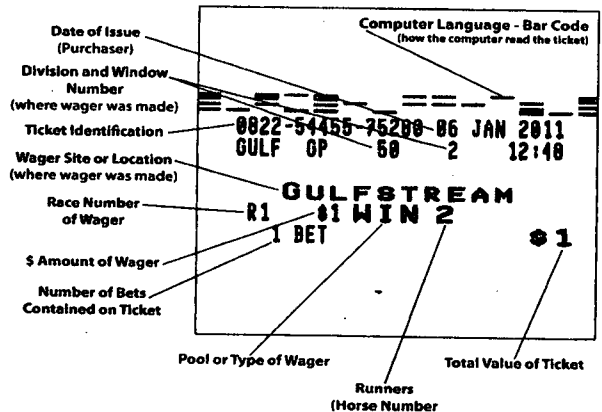 Date of Issue
(Purchaser)
Computer Language - Bar Code
(how the computer read the ticket)
Division and Window
Number
(where wager was made)
Ticket Identification
0822-54455-75200 06 JAN 2011
GULF GP 50 2 12:40
Wager Site or Location
(where wager was made)
GULFSTREAM
Race Number
of Wager
R1 $1 WIN 2
1 BET $1
$ Amount of Wager
Number of Bets
Contained on Ticket
Pool or Type of Wager
Total Value of Ticket
Runners
(Horse Number